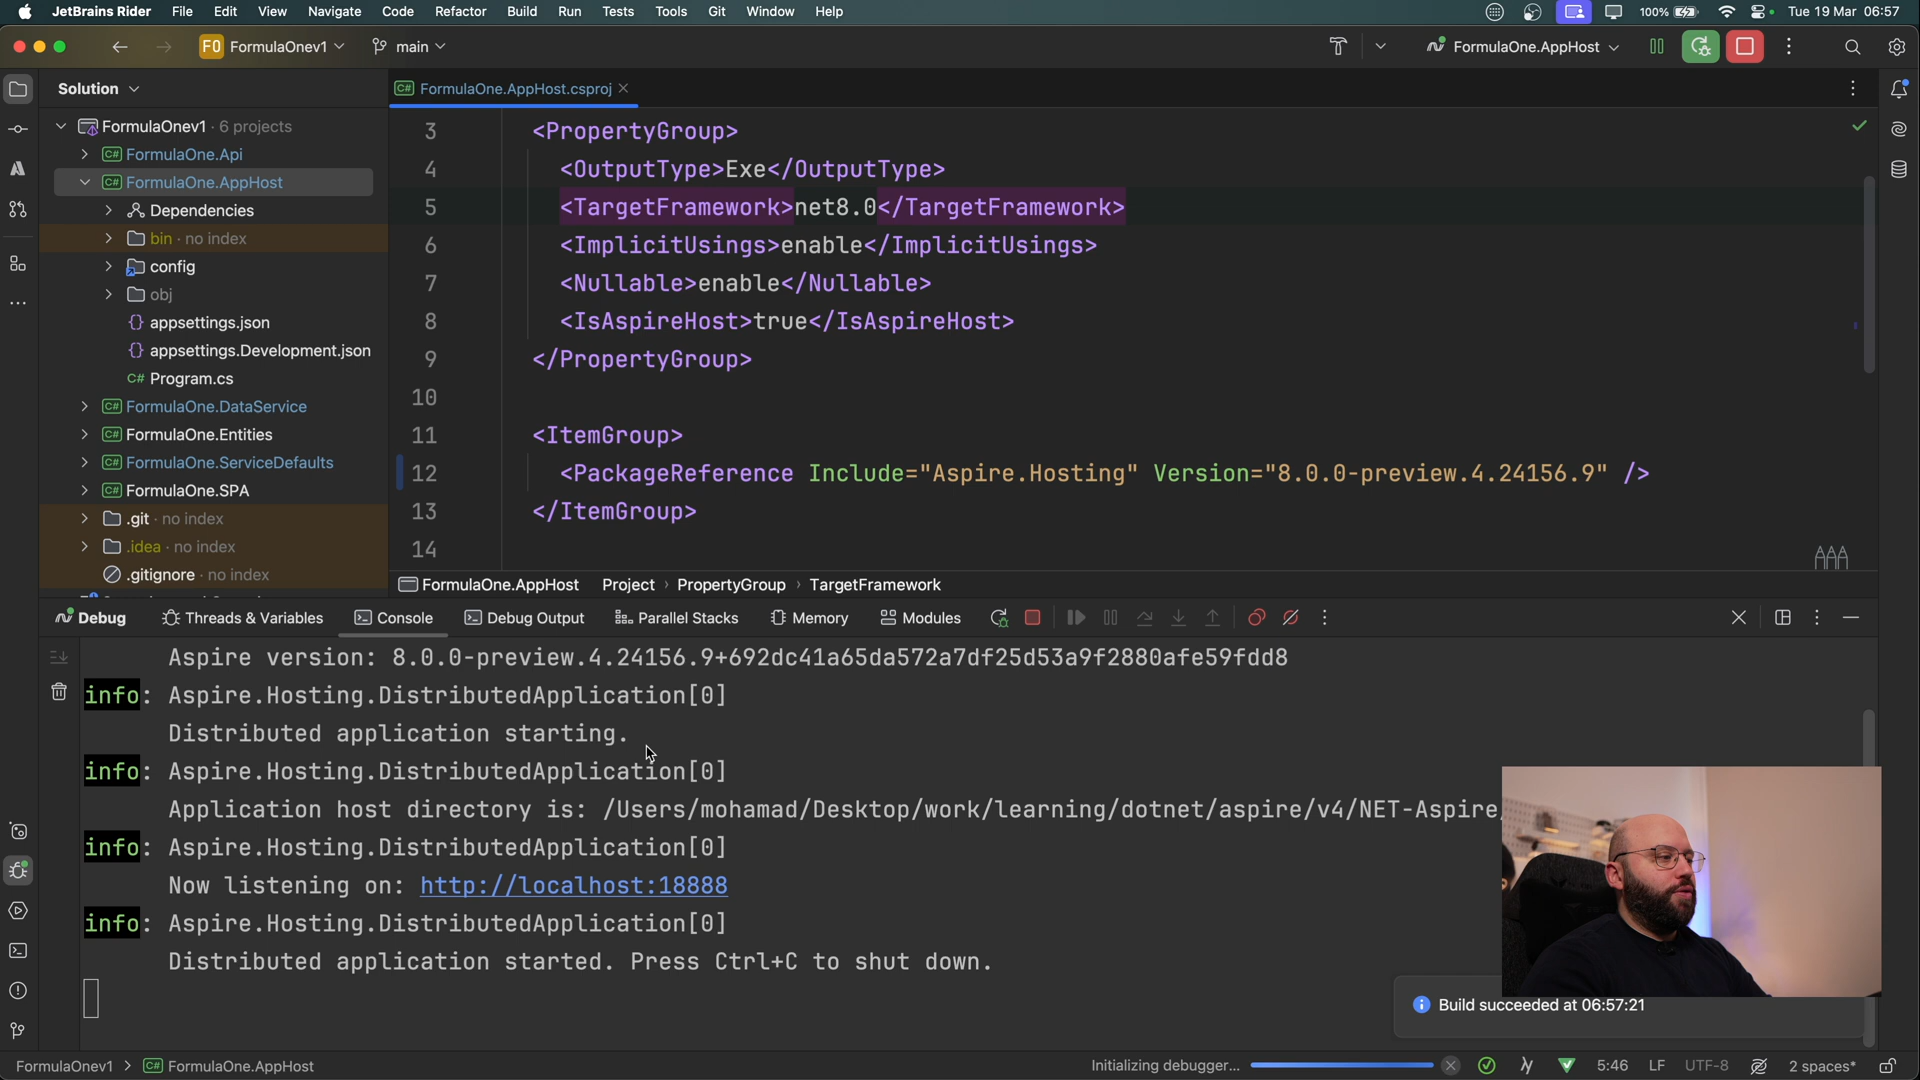 JetBrains Rider File Edit View Navigate Code Refactor Build Run Tests Tools Git Window Help 100% Tue 19 Mar 06:57
FO FormulaOnev1 main FormulaOne.AppHost
Solution
C# FormulaOne.AppHost.csproj
FormulaOnev1 · 6 projects
C# FormulaOne.Api
C# FormulaOne.AppHost
Dependencies
bin · no index
config
obj
appsettings.json
appsettings.Development.json
C# Program.cs
C# FormulaOne.DataService
C# FormulaOne.Entities
C# FormulaOne.ServiceDefaults
C# FormulaOne.SPA
.git · no index
.idea · no index
.gitignore · no index
3 <PropertyGroup>
4 <OutputType>Exe</OutputType>
5 <TargetFramework>net8.0</TargetFramework>
6 <ImplicitUsings>enable</ImplicitUsings>
7 <Nullable>enable</Nullable>
8 <IsAspireHost>true</IsAspireHost>
9 </PropertyGroup>
10
11 <ItemGroup>
12 <PackageReference Include="Aspire.Hosting" Version="8.0.0-preview.4.24156.9" />
13 </ItemGroup>
14
FormulaOne.AppHost Project › PropertyGroup › TargetFramework
Debug Threads & Variables Console Debug Output Parallel Stacks Memory Modules
Aspire version: 8.0.0-preview.4.24156.9+692dc41a65da572a7df25d53a9f2880afe59fdd8
info: Aspire.Hosting.DistributedApplication[0]
Distributed application starting.
info: Aspire.Hosting.DistributedApplication[0]
Application host directory is: /Users/mohamad/Desktop/work/learning/dotnet/aspire/v4/NET-Aspire/
info: Aspire.Hosting.DistributedApplication[0]
Now listening on: http://localhost:18888
info: Aspire.Hosting.DistributedApplication[0]
Distributed application started. Press Ctrl+C to shut down.
Build succeeded at 06:57:21
FormulaOnev1 › C# FormulaOne.AppHost Initializing debugger... 5:46 LF UTF-8 2 spaces*